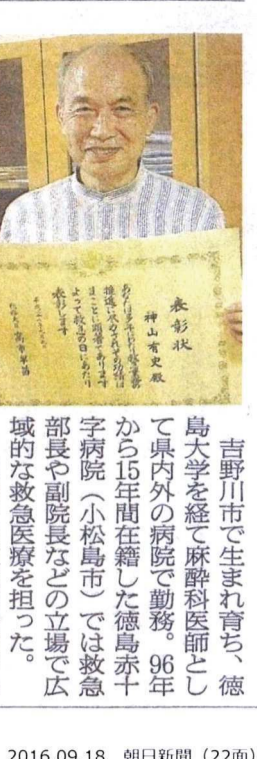 表彰状
神山有史殿
表彰します
吉野川市で生まれ育ち、徳
島大学を経て麻酔科医師とし
て県内外の病院で勤務。96年
から15年間在籍した徳島赤十
字病院（小松島市）では救急
部長や副院長などの立場で広
域的な救急医療を担った。
2016.09.18 朝日新聞（22面）